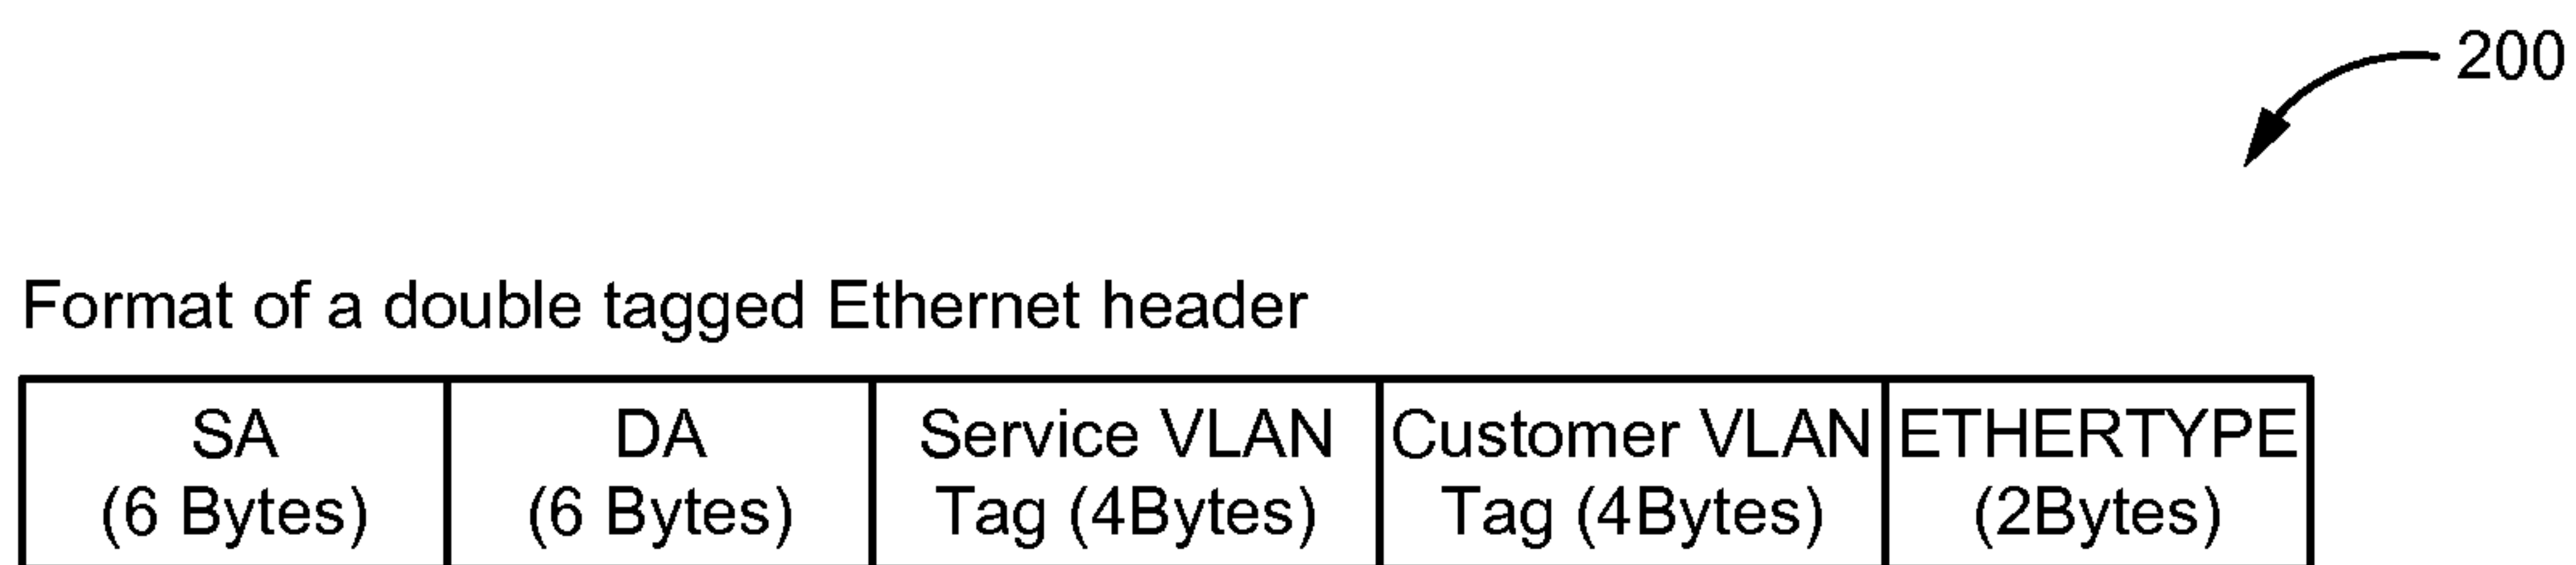 200
Format of a double tagged Ethernet header
SA
(6 Bytes)
DA
(6 Bytes)
Service VLAN
Tag (4Bytes)
Customer VLAN
Tag (4Bytes)
ETHERTYPE
(2Bytes)